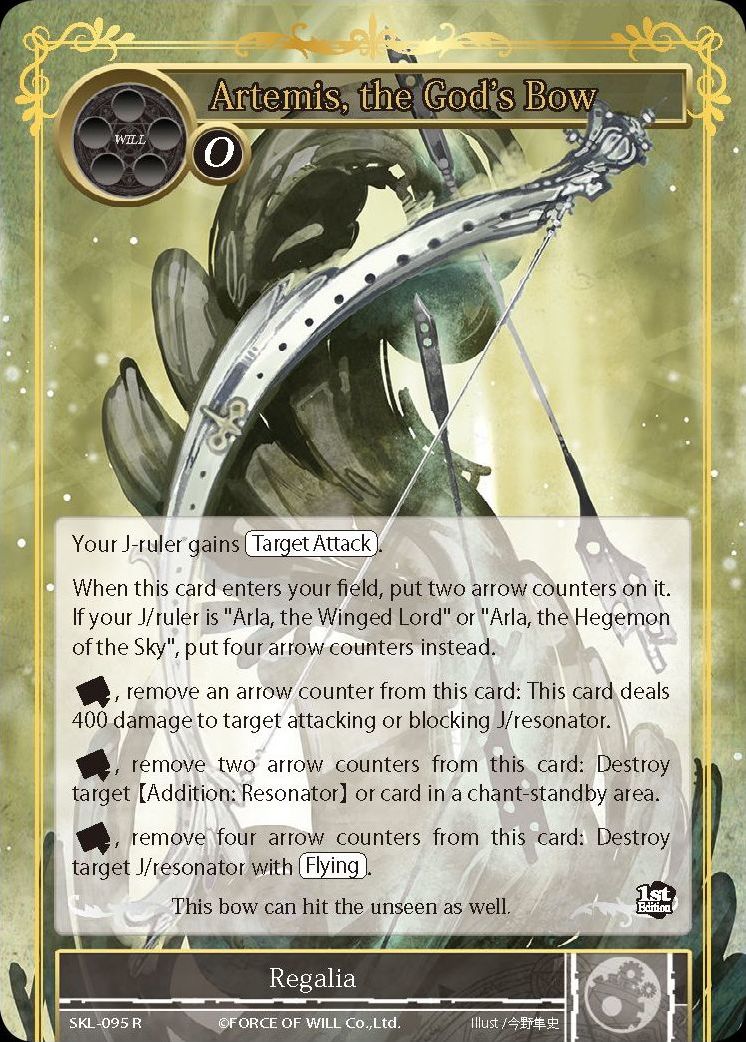 Artemis, the God's Bow
WILL
0
Your J-ruler gains Target Attack.
When this card enters your field, put two arrow counters on it.
If your J/ruler is "Arla, the Winged Lord" or "Arla, the Hegemon
of the Sky", put four arrow counters instead.
, remove an arrow counter from this card: This card deals
400 damage to target attacking or blocking J/resonator.
, remove two arrow counters from this card: Destroy
target 【Addition: Resonator】 or card in a chant-standby area.
, remove four arrow counters from this card: Destroy
target J/resonator with Flying.
This bow can hit the unseen as well.
1st
Edition
Regalia
SKL-095 R ©FORCE OF WILL Co.,Ltd. Illust /今野隼史